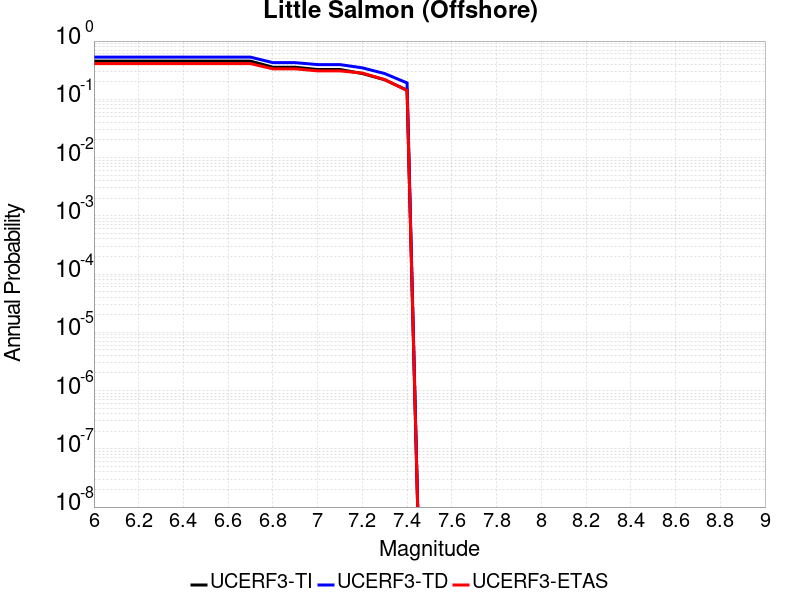 Little Salmon (Offshore)
10^0
10^-1
10^-2
10^-3
10^-4
10^-5
10^-6
10^-7
10^-8
Annual Probability
6 6.2 6.4 6.6 6.8 7 7.2 7.4 7.6 7.8 8 8.2 8.4 8.6 8.8 9
Magnitude
UCERF3-TI UCERF3-TD UCERF3-ETAS